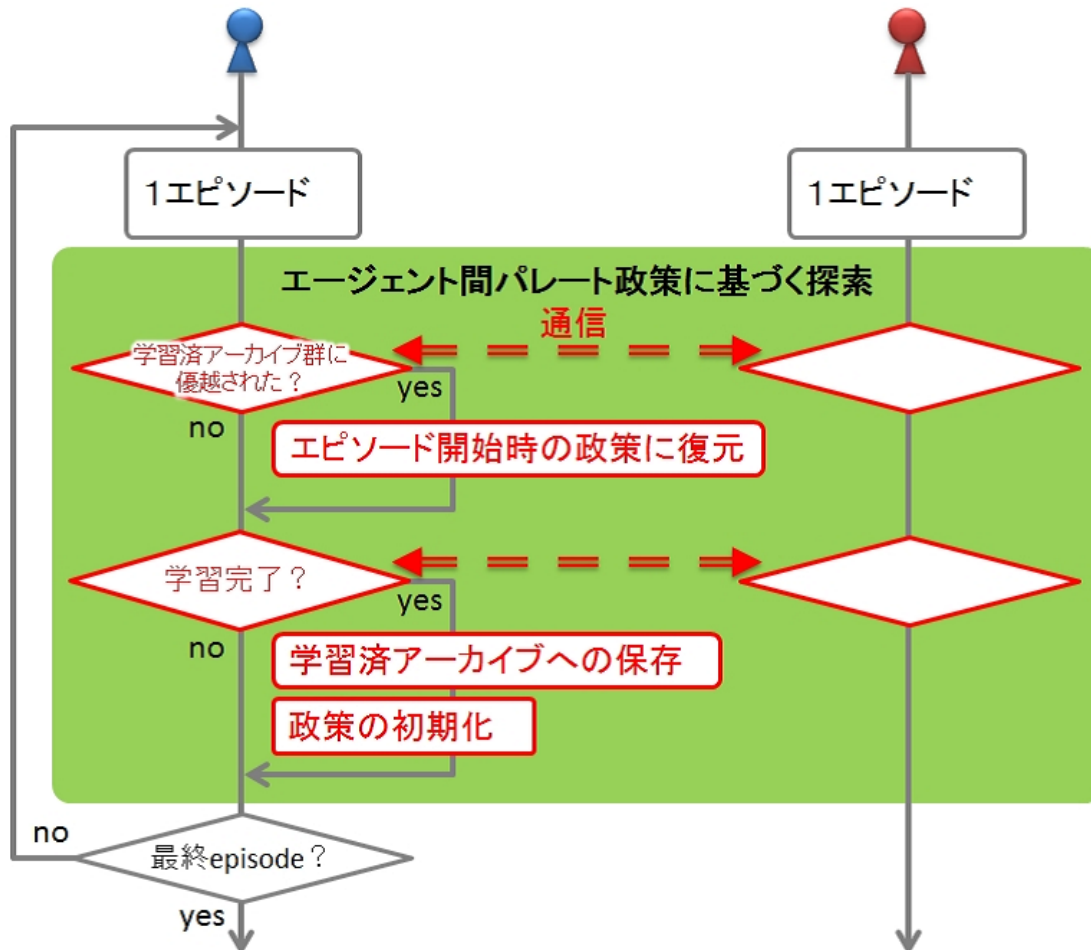 1エピソード
1エピソード
エージェント間パレート政策に基づく探索
通信
学習済アーカイブ群に
優越された？
yes
no
エピソード開始時の政策に復元
学習完了？
yes
no
学習済アーカイブへの保存
政策の初期化
no
最終episode？
yes